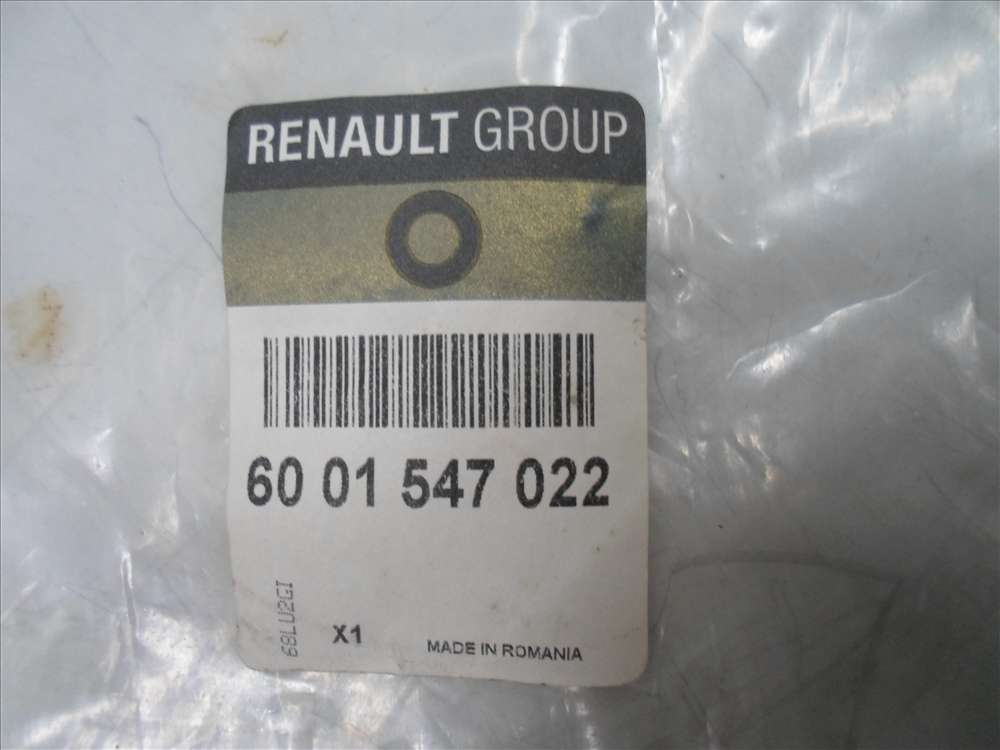 RENAULT GROUP
60 01 547 022
68LU2GI
X1
MADE IN ROMANIA